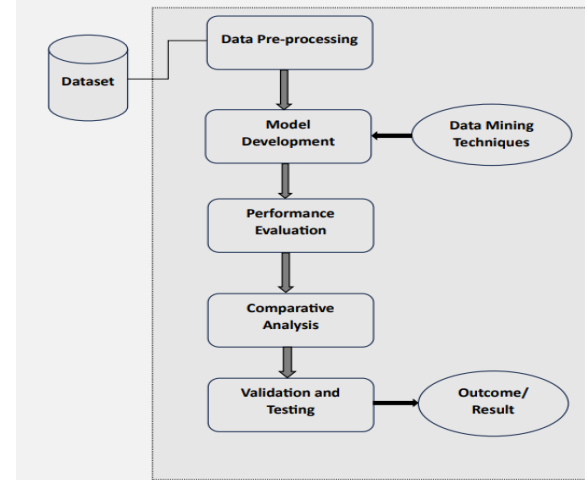 Data Pre-processing
Dataset
Model
Development
Data Mining
Techniques
Performance
Evaluation
Comparative
Analysis
Validation and
Testing
Outcome/
Result